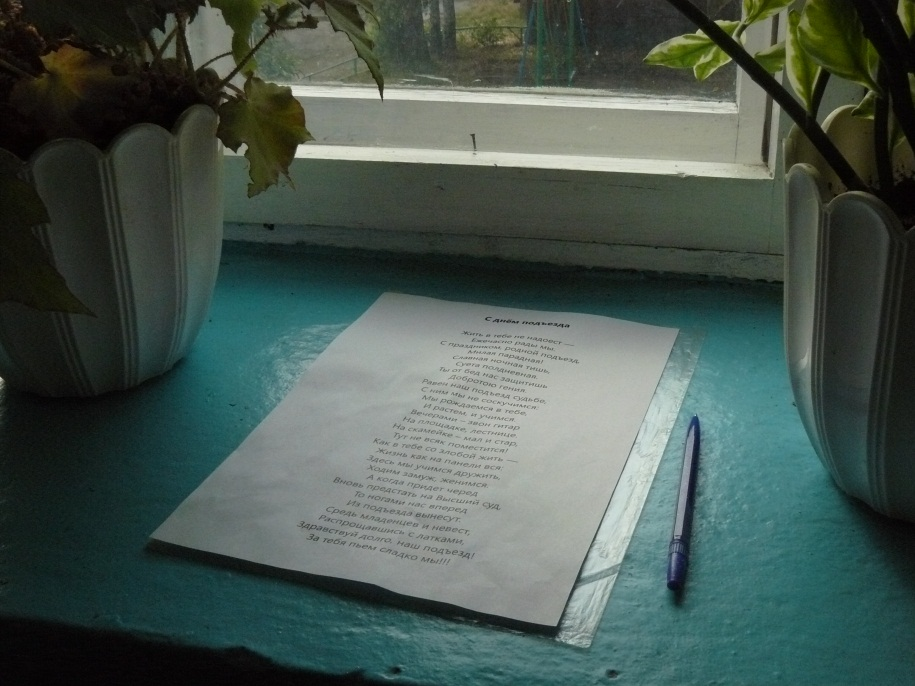 С днём подъезда
Жить в тебе не надоест —
Ежечасно рады мы.
С праздником, родной подъезд,
Милая парадная!
Славная ночная тишь,
Суета полдневная,
Ты от бед нас защитишь
Добротою гения.
Равен наш подъезд судьбе,
С ним мы не соскучимся:
Мы рождаемся в тебе,
И растем, и учимся.
Вечерами – звон гитар
На площадке, лестнице.
На скамейке – мал и стар,
Тут не всяк поместится!
Как в тебе со злобой жить —
Жизнь как на панели вся:
Здесь мы учимся дружить,
Ходим замуж, женимся.
А когда придет черед
Вновь предстать на Высший суд,
То ногами нас вперед
Из подъезда вынесут.
Средь младенцев и невест,
Распрощавшись с латками,
Здравствуй долго, наш подъезд!
За тебя пьем сладко мы!!!